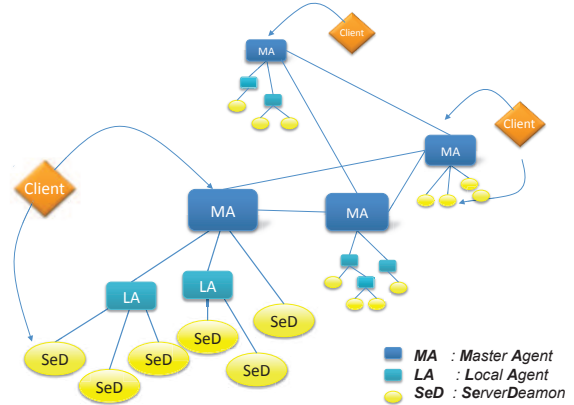 Client
MA
Client
MA
Client
MA
MA
LA
LA
SeD
SeD
SeD
SeD
SeD
SeD
MA : Master Agent
LA : Local Agent
SeD : ServerDeamon